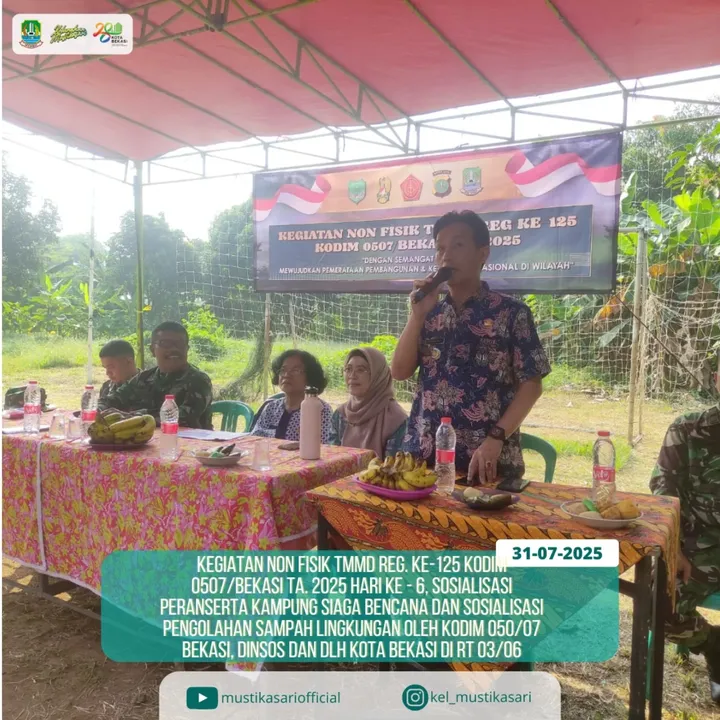 28
KOTA
BEKASI
KEGIATAN NON FISIK REG KE 125
KODIM 0507 2025
"DENGAN SEMANGAT
MEWUJUDKAN PEMERATAAN PEMBANGUNAN & DI WILAYAH"
31-07-2025
KEGIATAN NON FISIK TMMD REG. KE-125 KODIM
0507/BEKASI TA. 2025 HARI KE - 6, SOSIALISASI
PERANSERTA KAMPUNG SIAGA BENCANA DAN SOSIALISASI
PENGOLAHAN SAMPAH LINGKUNGAN OLEH KODIM 050/07
BEKASI, DINSOS DAN DLH KOTA BEKASI DI RT 03/06
mustikasariofficial
kel_mustikasari